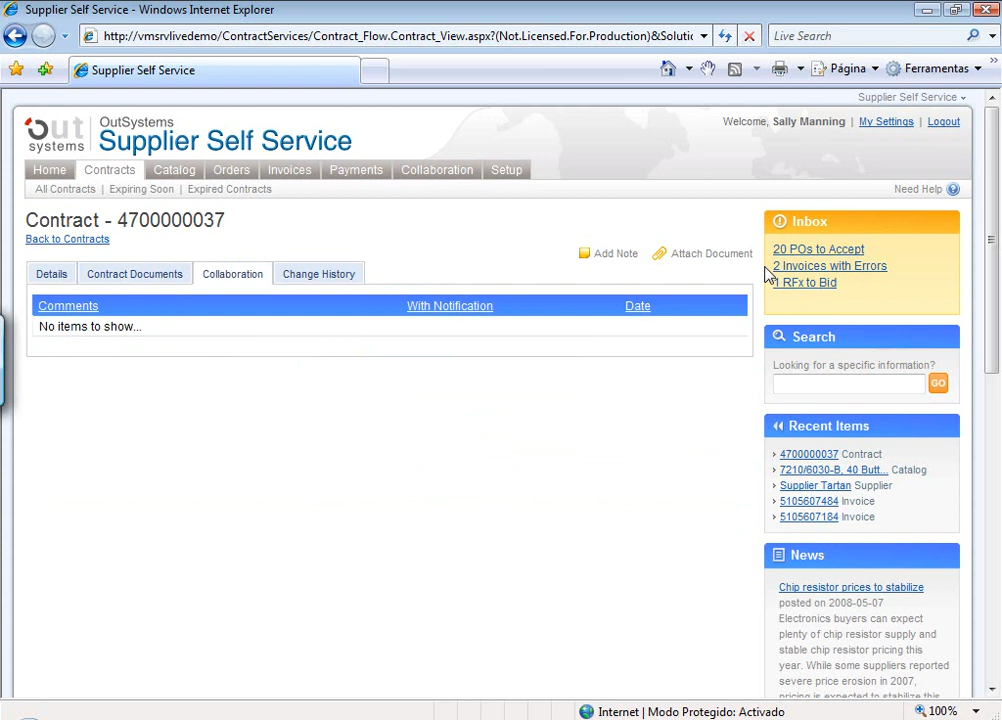 Supplier Self Service - Windows Internet Explorer
http://vmsrvlivedemo/ContractServices/Contract_Flow.Contract_View.aspx?(Not.Licensed.For.Production)&Solutic
Live Search
Supplier Self Service
Página
Ferramentas
Supplier Self Service
Out systems
OutSystems
Supplier Self Service
Welcome, Sally Manning | My Settings | Logout
Home Contracts Catalog Orders Invoices Payments Collaboration Setup
All Contracts | Expiring Soon | Expired Contracts
Need Help
Contract - 4700000037
Back to Contracts
Add Note Attach Document
Details Contract Documents Collaboration Change History
Comments With Notification Date
No items to show...
Inbox
20 POs to Accept
2 Invoices with Errors
1 RFx to Bid
Search
Looking for a specific information?
GO
Recent Items
4700000037 Contract
7210/6030-B, 40 Butt... Catalog
Supplier Tartan Supplier
5105607484 Invoice
5105607184 Invoice
News
Chip resistor prices to stabilize
posted on 2008-05-07
Electronics buyers can expect
plenty of chip resistor supply and
stable chip resistor pricing this
year. While some suppliers reported
severe price erosion in 2007,
pricing is expected to stabilize this
Internet | Modo Protegido: Activado
100%